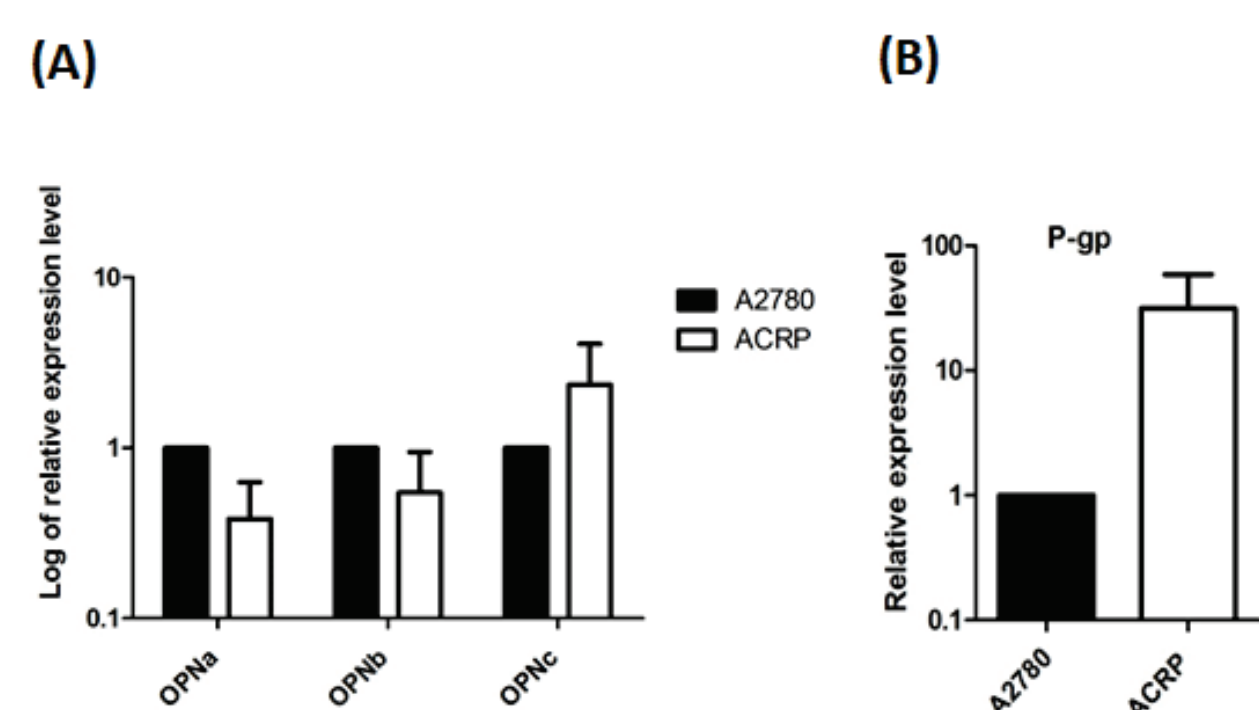 (A)
Log of relative expression level
10
1
0.1
OPNa
OPNb
OPNc
A2780
ACRP
(B)
P-gp
Relative expression level
100
10
1
0.1
A2780
ACRP